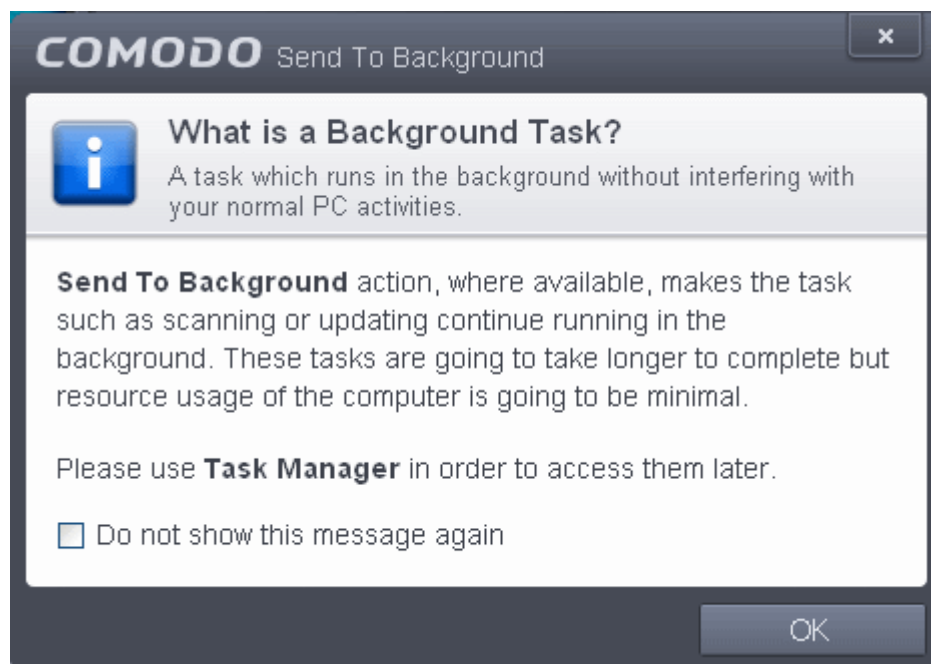 COMODO Send To Background
What is a Background Task?
A task which runs in the background without interfering with
your normal PC activities.
Send To Background action, where available, makes the task
such as scanning or updating continue running in the
background. These tasks are going to take longer to complete but
resource usage of the computer is going to be minimal.
Please use Task Manager in order to access them later.
Do not show this message again
OK